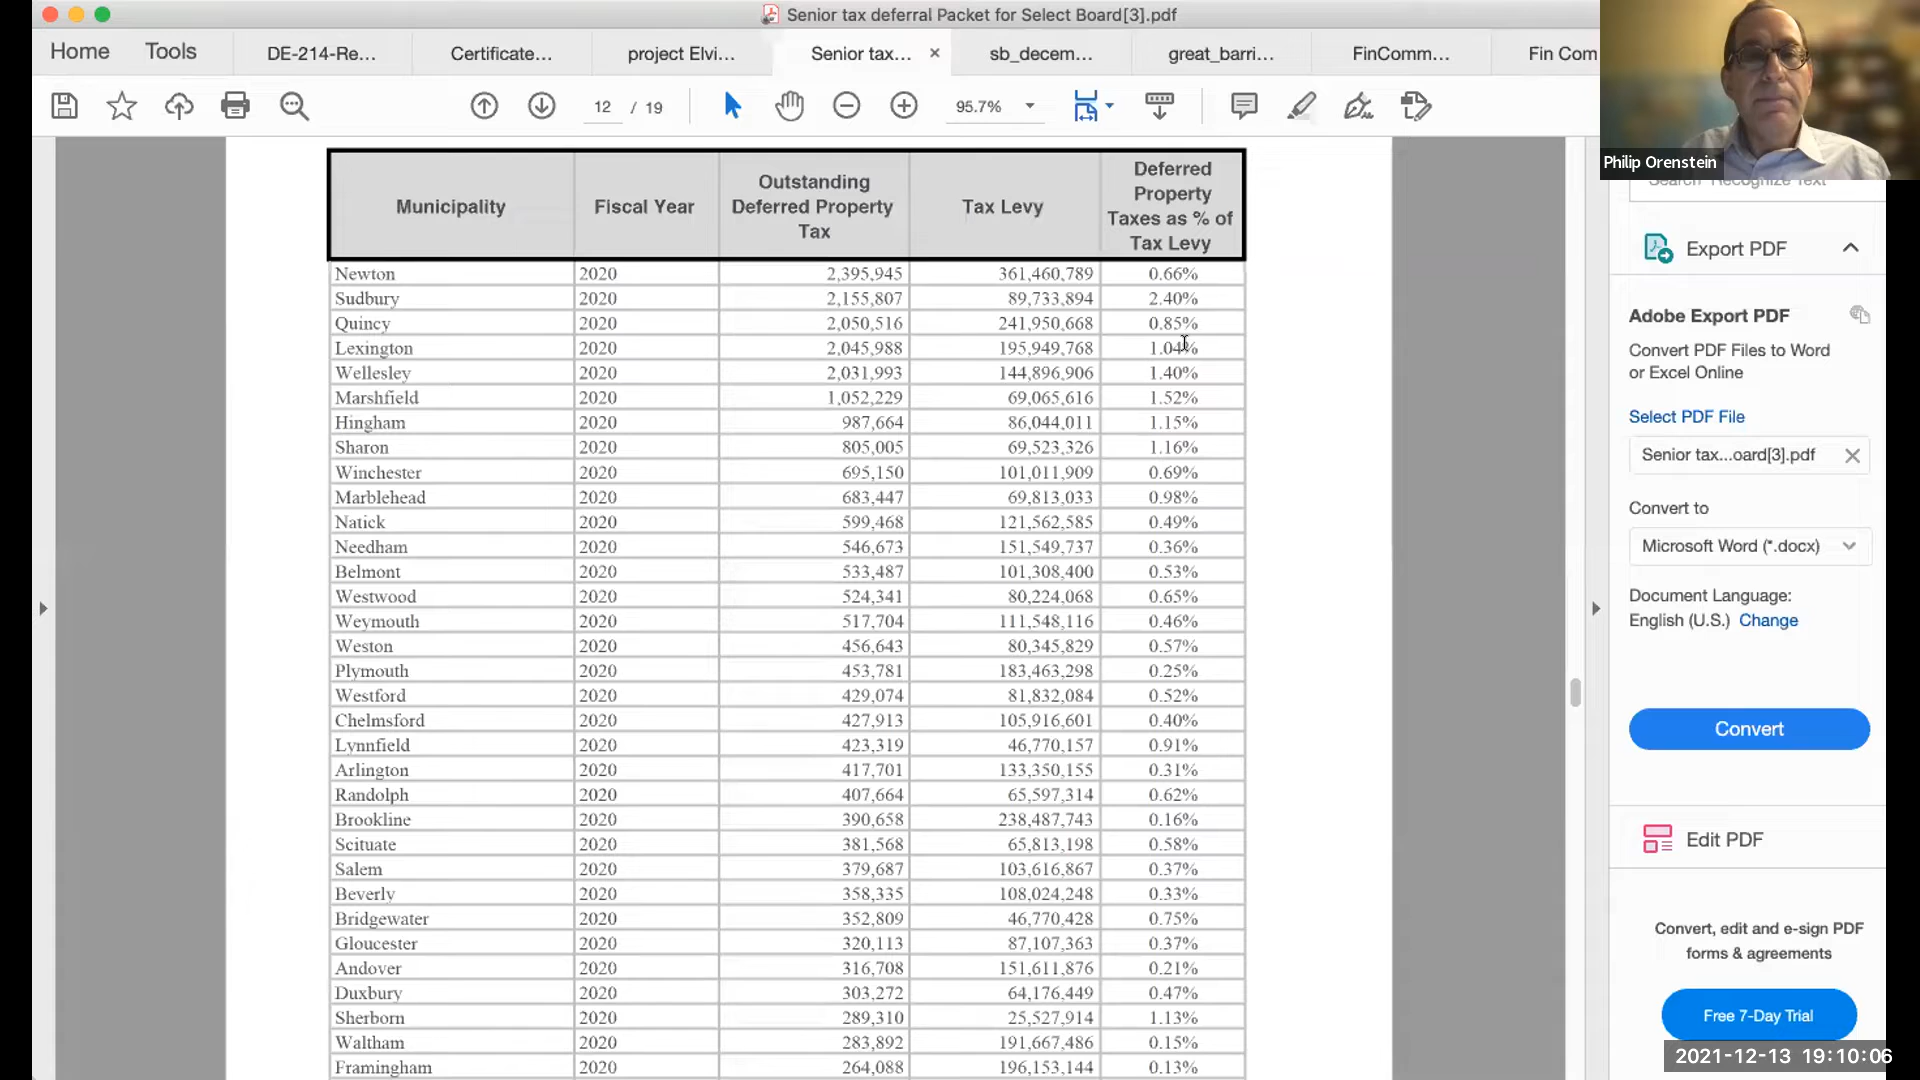 Senior tax deferral Packet for Select Board[3].pdf
Home Tools DE-214-Re... Certificate... project Elvi... Senior tax... × sb_decem... great_barri... FinComm... Fin Com
12 / 19 95.7%
Philip Orenstein
Search "Recognize Text"
Municipality Fiscal Year Outstanding Deferred Property Tax Tax Levy Deferred Property Taxes as % of Tax Levy
Newton 2020 2,395,945 361,460,789 0.66%
Sudbury 2020 2,155,807 89,733,894 2.40%
Quincy 2020 2,050,516 241,950,668 0.85%
Lexington 2020 2,045,988 195,949,768 1.04%
Wellesley 2020 2,031,993 144,896,906 1.40%
Marshfield 2020 1,052,229 69,065,616 1.52%
Hingham 2020 987,664 86,044,011 1.15%
Sharon 2020 805,005 69,523,326 1.16%
Winchester 2020 695,150 101,011,909 0.69%
Marblehead 2020 683,447 69,813,033 0.98%
Natick 2020 599,468 121,562,585 0.49%
Needham 2020 546,673 151,549,737 0.36%
Belmont 2020 533,487 101,308,400 0.53%
Westwood 2020 524,341 80,224,068 0.65%
Weymouth 2020 517,704 111,548,116 0.46%
Weston 2020 456,643 80,345,829 0.57%
Plymouth 2020 453,781 183,463,298 0.25%
Westford 2020 429,074 81,832,084 0.52%
Chelmsford 2020 427,913 105,916,601 0.40%
Lynnfield 2020 423,319 46,770,157 0.91%
Arlington 2020 417,701 133,350,155 0.31%
Randolph 2020 407,664 65,597,314 0.62%
Brookline 2020 390,658 238,487,743 0.16%
Scituate 2020 381,568 65,813,198 0.58%
Salem 2020 379,687 103,616,867 0.37%
Beverly 2020 358,335 108,024,248 0.33%
Bridgewater 2020 352,809 46,770,428 0.75%
Gloucester 2020 320,113 87,107,363 0.37%
Andover 2020 316,708 151,611,876 0.21%
Duxbury 2020 303,272 64,176,449 0.47%
Sherborn 2020 289,310 25,527,914 1.13%
Waltham 2020 283,892 191,667,486 0.15%
Framingham 2020 264,088 196,153,144 0.13%
Export PDF
Adobe Export PDF
Convert PDF Files to Word
or Excel Online
Select PDF File
Senior tax...oard[3].pdf
Convert to
Microsoft Word (*.docx)
Document Language:
English (U.S.) Change
Convert
Edit PDF
Convert, edit and e-sign PDF
forms & agreements
Free 7-Day Trial
2021-12-13 19:10:06